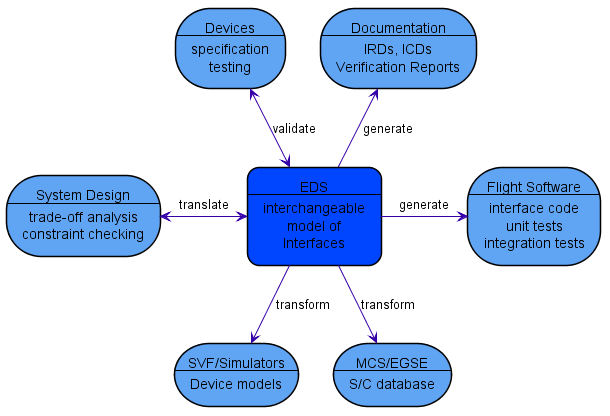 Devices
specification
testing
Documentation
IRDs, ICDs
Verification Reports
validate
generate
System Design
trade-off analysis
constraint checking
translate
EDS
interchangeable
model of
Interfaces
generate
Flight Software
interface code
unit tests
integration tests
transform
transform
SVF/Simulators
Device models
MCS/EGSE
S/C database